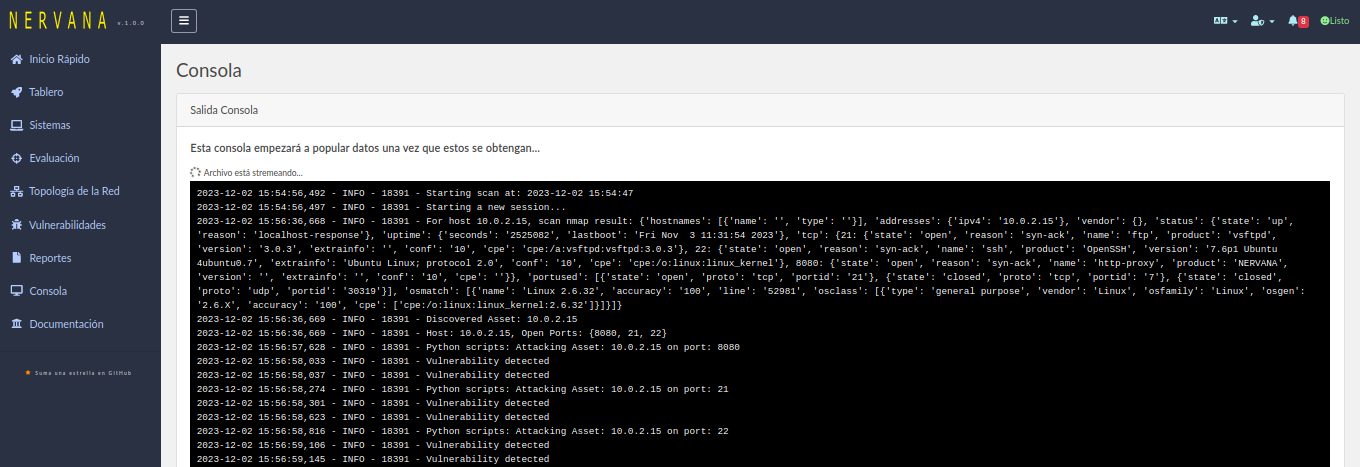 NERVANA v.1.0.0
8 Listo
Inicio Rápido
Tablero
Sistemas
Evaluación
Topología de la Red
Vulnerabilidades
Reportes
Consola
Documentación
Suma una estrella en GitHub
Consola
Salida Consola
Esta consola empezará a popular datos una vez que estos se obtengan...
Archivo está stremeando...
2023-12-02 15:54:56,492 - INFO - 18391 - Starting scan at: 2023-12-02 15:54:47
2023-12-02 15:54:56,497 - INFO - 18391 - Starting a new session...
2023-12-02 15:56:36,668 - INFO - 18391 - For host 10.0.2.15, scan nmap result: {'hostnames': [{'name': '', 'type': ''}], 'addresses': {'ipv4': '10.0.2.15'}, 'vendor': {}, 'status': {'state': 'up',
'reason': 'localhost-response'}, 'uptime': {'seconds': '2525082', 'lastboot': 'Fri Nov  3 11:31:54 2023'}, 'tcp': {21: {'state': 'open', 'reason': 'syn-ack', 'name': 'ftp', 'product': 'vsftpd',
'version': '3.0.3', 'extrainfo': '', 'conf': '10', 'cpe': 'cpe:/a:vsftpd:vsftpd:3.0.3'}, 22: {'state': 'open', 'reason': 'syn-ack', 'name': 'ssh', 'product': 'OpenSSH', 'version': '7.6p1 Ubuntu
4ubuntu0.7', 'extrainfo': 'Ubuntu Linux; protocol 2.0', 'conf': '10', 'cpe': 'cpe:/o:linux:linux_kernel'}, 8080: {'state': 'open', 'reason': 'syn-ack', 'name': 'http-proxy', 'product': 'NERVANA',
'version': '', 'extrainfo': '', 'conf': '10', 'cpe': ''}}, 'portused': [{'state': 'open', 'proto': 'tcp', 'portid': '21'}, {'state': 'closed', 'proto': 'tcp', 'portid': '7'}, {'state': 'closed',
'proto': 'udp', 'portid': '30319'}], 'osmatch': [{'name': 'Linux 2.6.32', 'accuracy': '100', 'line': '52981', 'osclass': [{'type': 'general purpose', 'vendor': 'Linux', 'osfamily': 'Linux', 'osgen':
'2.6.X', 'accuracy': '100', 'cpe': ['cpe:/o:linux:linux_kernel:2.6.32']}]}]}
2023-12-02 15:56:36,669 - INFO - 18391 - Discovered Asset: 10.0.2.15
2023-12-02 15:56:36,669 - INFO - 18391 - Host: 10.0.2.15, Open Ports: {8080, 21, 22}
2023-12-02 15:56:57,628 - INFO - 18391 - Python scripts: Attacking Asset: 10.0.2.15 on port: 8080
2023-12-02 15:56:58,033 - INFO - 18391 - Vulnerability detected
2023-12-02 15:56:58,037 - INFO - 18391 - Vulnerability detected
2023-12-02 15:56:58,274 - INFO - 18391 - Python scripts: Attacking Asset: 10.0.2.15 on port: 21
2023-12-02 15:56:58,301 - INFO - 18391 - Vulnerability detected
2023-12-02 15:56:58,623 - INFO - 18391 - Vulnerability detected
2023-12-02 15:56:58,816 - INFO - 18391 - Python scripts: Attacking Asset: 10.0.2.15 on port: 22
2023-12-02 15:56:59,106 - INFO - 18391 - Vulnerability detected
2023-12-02 15:56:59,145 - INFO - 18391 - Vulnerability detected